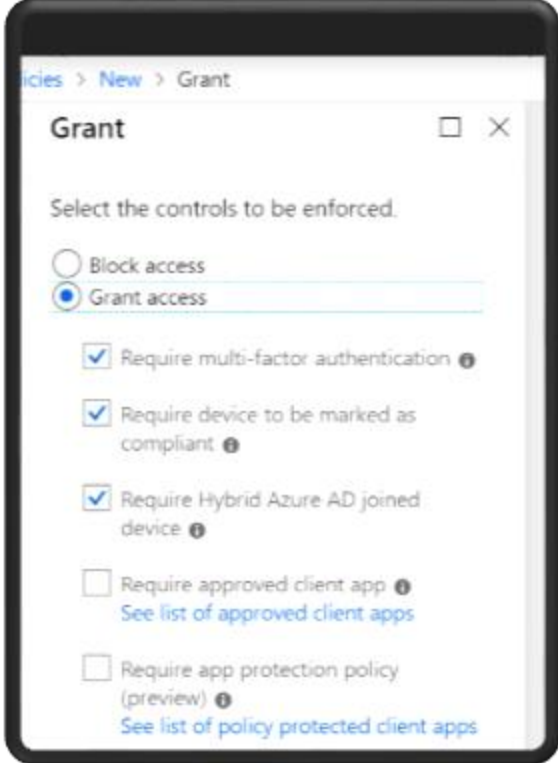 icies > New > Grant
Grant
Select the controls to be enforced.
Block access
Grant access
Require multi-factor authentication
Require device to be marked as
compliant
Require Hybrid Azure AD joined
device
Require approved client app
See list of approved client apps
Require app protection policy
(preview)
See list of policy protected client apps